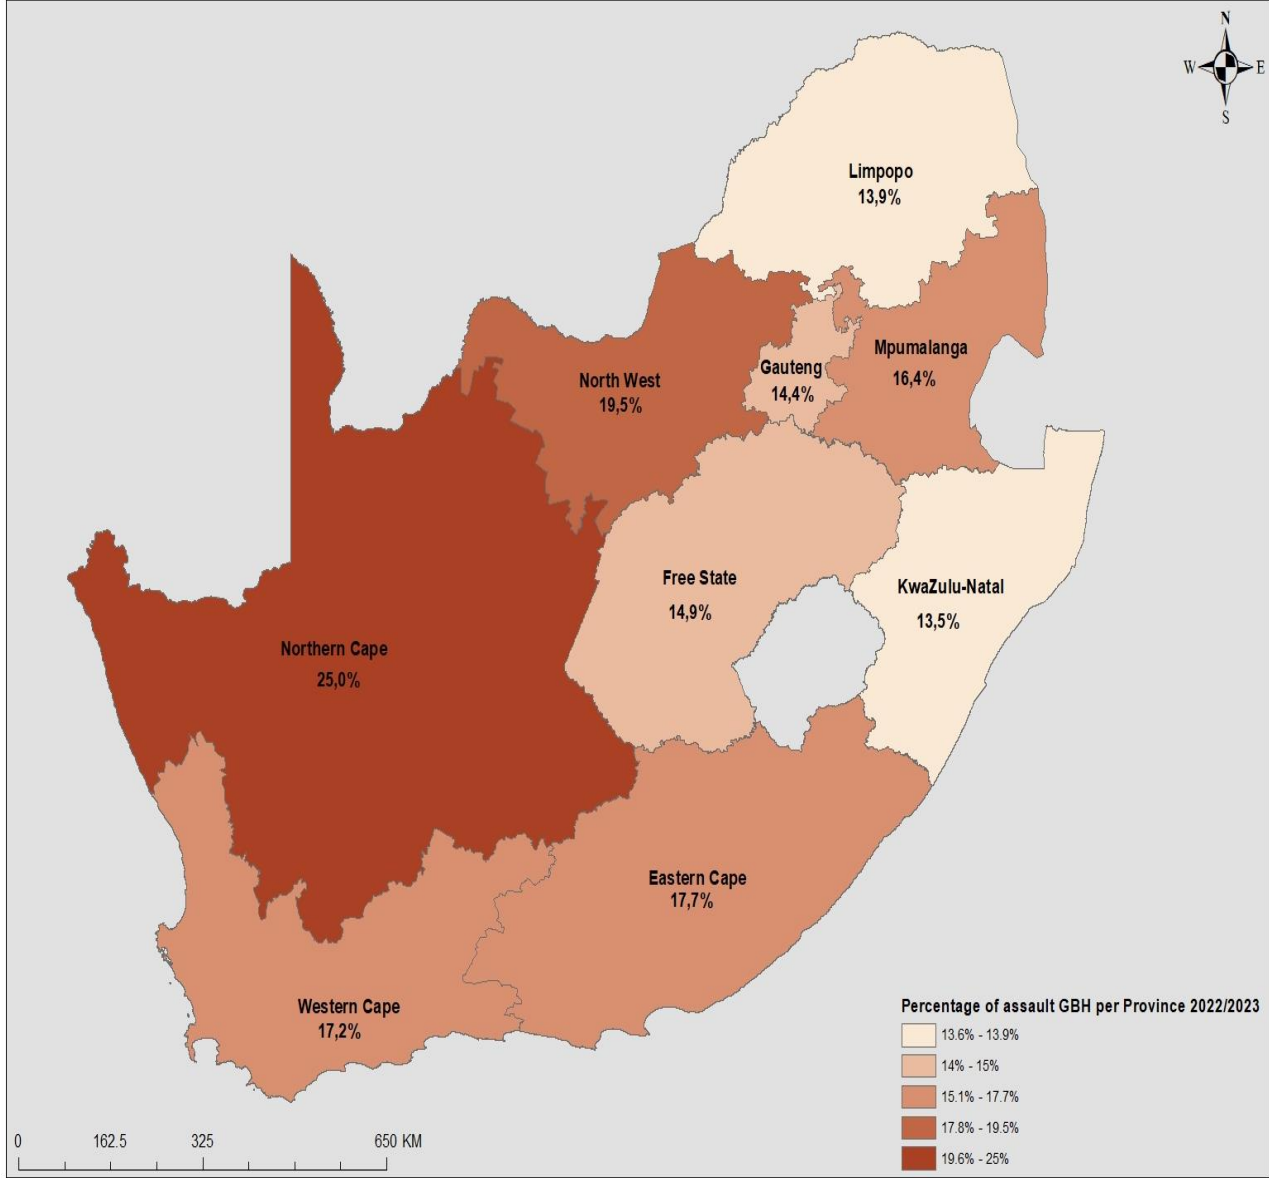 N
W E
S
Limpopo
13,9%
Mpumalanga
16,4%
Gauteng
14,4%
North West
19,5%
Free State
14,9%
KwaZulu-Natal
13,5%
Northern Cape
25,0%
Eastern Cape
17,7%
Western Cape
17,2%
Percentage of assault GBH per Province 2022/2023
13.6% - 13.9%
14% - 15%
15.1% - 17.7%
17.8% - 19.5%
19.6% - 25%
0 162.5 325 650 KM